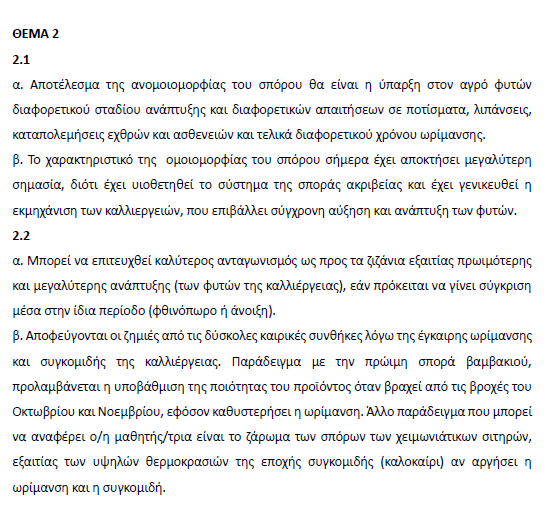 ΘΕΜΑ 2
2.1
α. Αποτέλεσμα της ανομοιομορφίας του σπόρου θα είναι η ύπαρξη στον αγρό φυτών
διαφορετικού σταδίου ανάπτυξης και διαφορετικών απαιτήσεων σε ποτίσματα, λιπάνσεις,
καταπολεμήσεις εχθρών και ασθενειών και τελικά διαφορετικού χρόνου ωρίμανσης.
β. Το χαρακτηριστικό της ομοιομορφίας του σπόρου σήμερα έχει αποκτήσει μεγαλύτερη
σημασία, διότι έχει υιοθετηθεί το σύστημα της σποράς ακριβείας και έχει γενικευθεί η
εκμηχάνιση των καλλιεργειών, που επιβάλλει σύγχρονη αύξηση και ανάπτυξη των φυτών.
2.2
α. Μπορεί να επιτευχθεί καλύτερος ανταγωνισμός ως προς τα ζιζάνια εξαιτίας πρωιμότερης
και μεγαλύτερης ανάπτυξης (των φυτών της καλλιέργειας), εάν πρόκειται να γίνει σύγκριση
μέσα στην ίδια περίοδο (φθινόπωρο ή άνοιξη).
β. Αποφεύγονται οι ζημιές από τις δύσκολες καιρικές συνθήκες λόγω της έγκαιρης ωρίμανσης
και συγκομιδής της καλλιέργειας. Παράδειγμα με την πρώιμη σπορά βαμβακιού,
προλαμβάνεται η υποβάθμιση της ποιότητας του προϊόντος όταν βραχεί από τις βροχές του
Οκτωβρίου και Νοεμβρίου, εφόσον καθυστερήσει η ωρίμανση. Άλλο παράδειγμα που μπορεί
να αναφέρει ο/η μαθητής/τρια είναι το ζάρωμα των σπόρων των χειμωνιάτικων σιτηρών,
εξαιτίας των υψηλών θερμοκρασιών της εποχής συγκομιδής (καλοκαίρι) αν αργήσει η
ωρίμανση και η συγκομιδή.